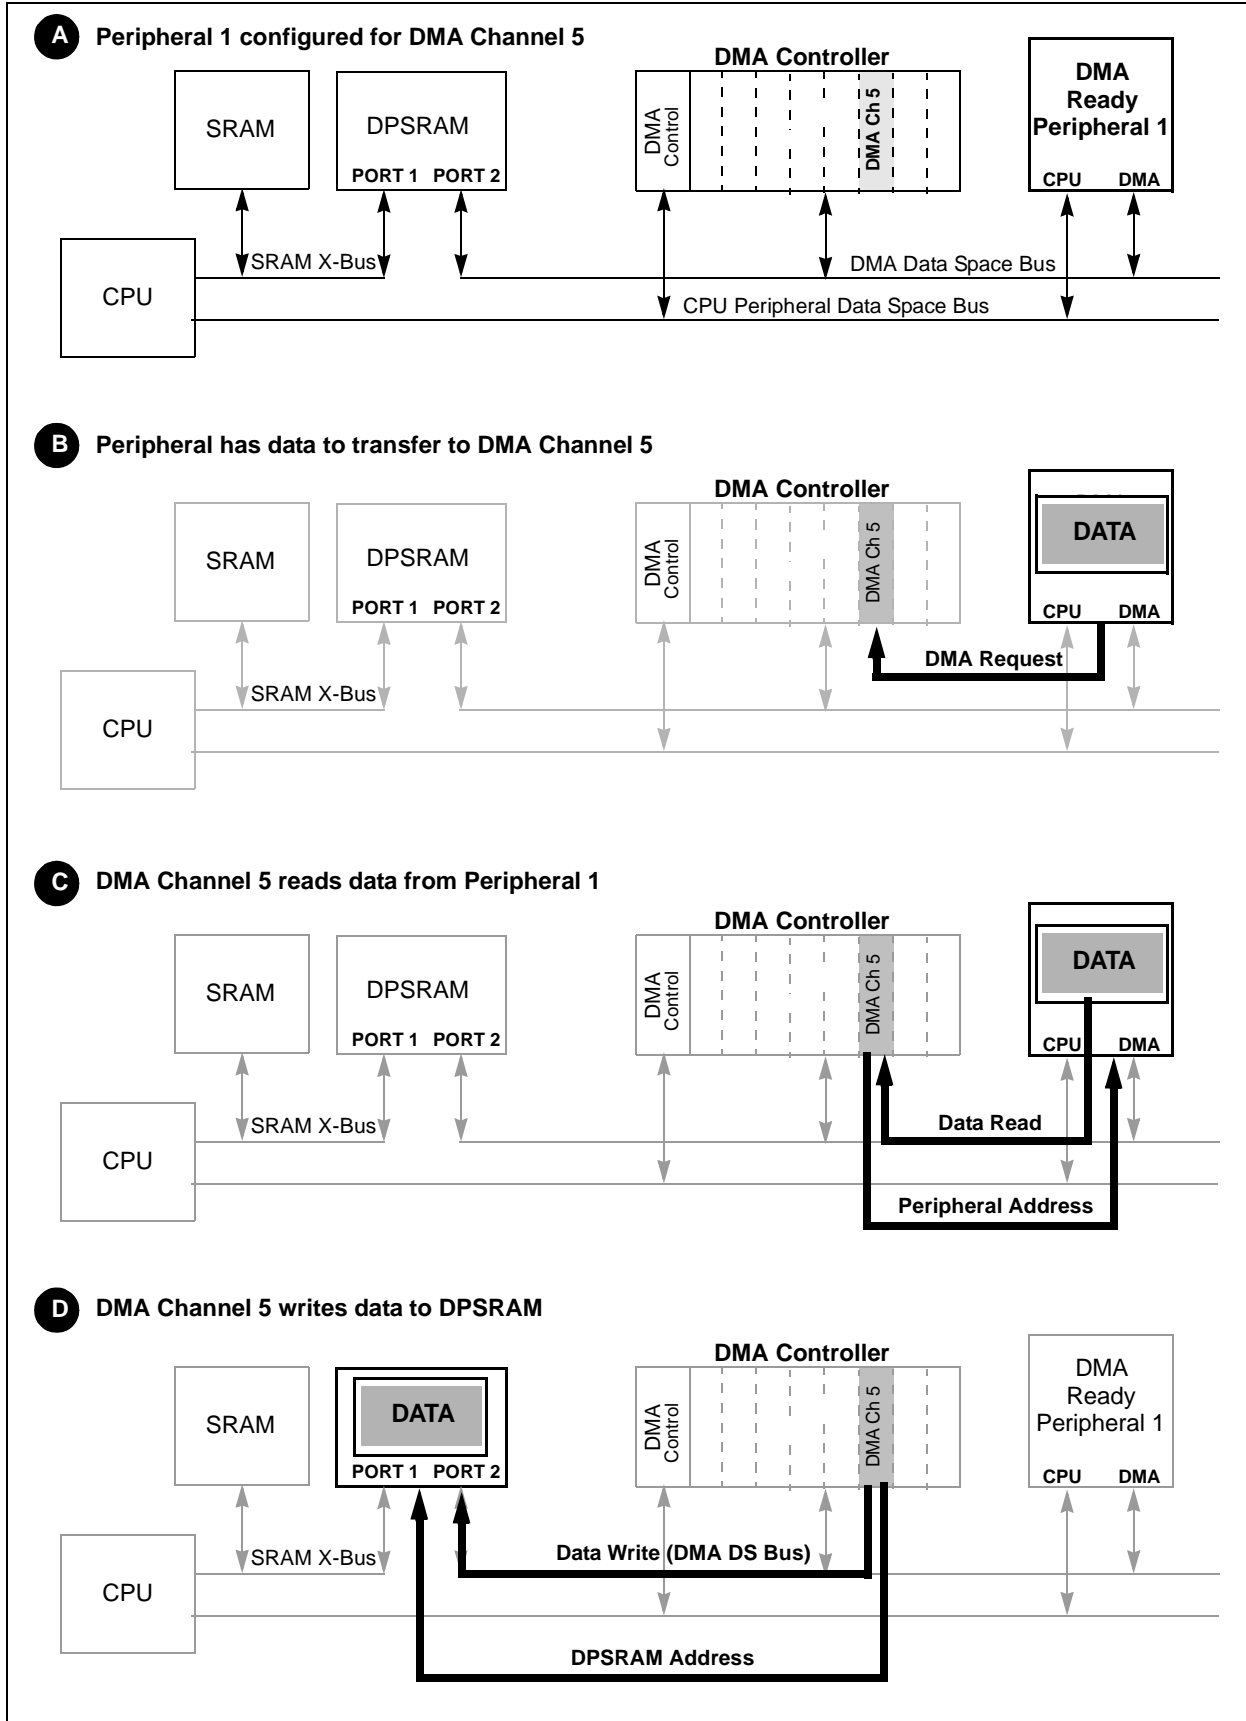 A Peripheral 1 configured for DMA Channel 5
DMA Controller
SRAM
DPSRAM
PORT 1 PORT 2
DMA
Control
DMA Ch 5
DMA
Ready
Peripheral 1
CPU DMA
CPU
SRAM X-Bus
DMA Data Space Bus
CPU Peripheral Data Space Bus
B Peripheral has data to transfer to DMA Channel 5
DMA Controller
SRAM
DPSRAM
PORT 1 PORT 2
DMA
Control
DMA Ch 5
DATA
CPU DMA
DMA Request
CPU
SRAM X-Bus
C DMA Channel 5 reads data from Peripheral 1
DMA Controller
SRAM
DPSRAM
PORT 1 PORT 2
DMA
Control
DMA Ch 5
DATA
CPU DMA
CPU
SRAM X-Bus
Data Read
Peripheral Address
D DMA Channel 5 writes data to DPSRAM
DMA Controller
SRAM
DATA
PORT 1 PORT 2
DMA
Control
DMA Ch 5
DMA
Ready
Peripheral 1
CPU DMA
CPU
SRAM X-Bus
Data Write (DMA DS Bus)
DPSRAM Address